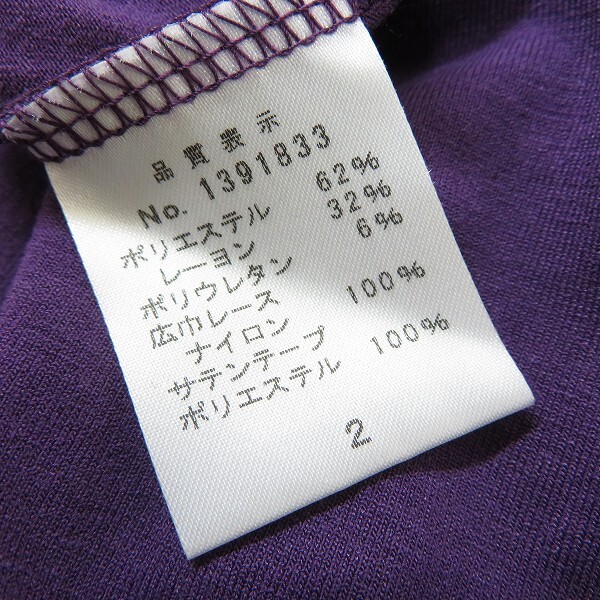 品質表示
No. 1391833
ポリエステル 62%
レーヨン 32%
ポリウレタン 6%
広巾レース
ナイロン 100%
サテンテープ
ポリエステル 100%
2